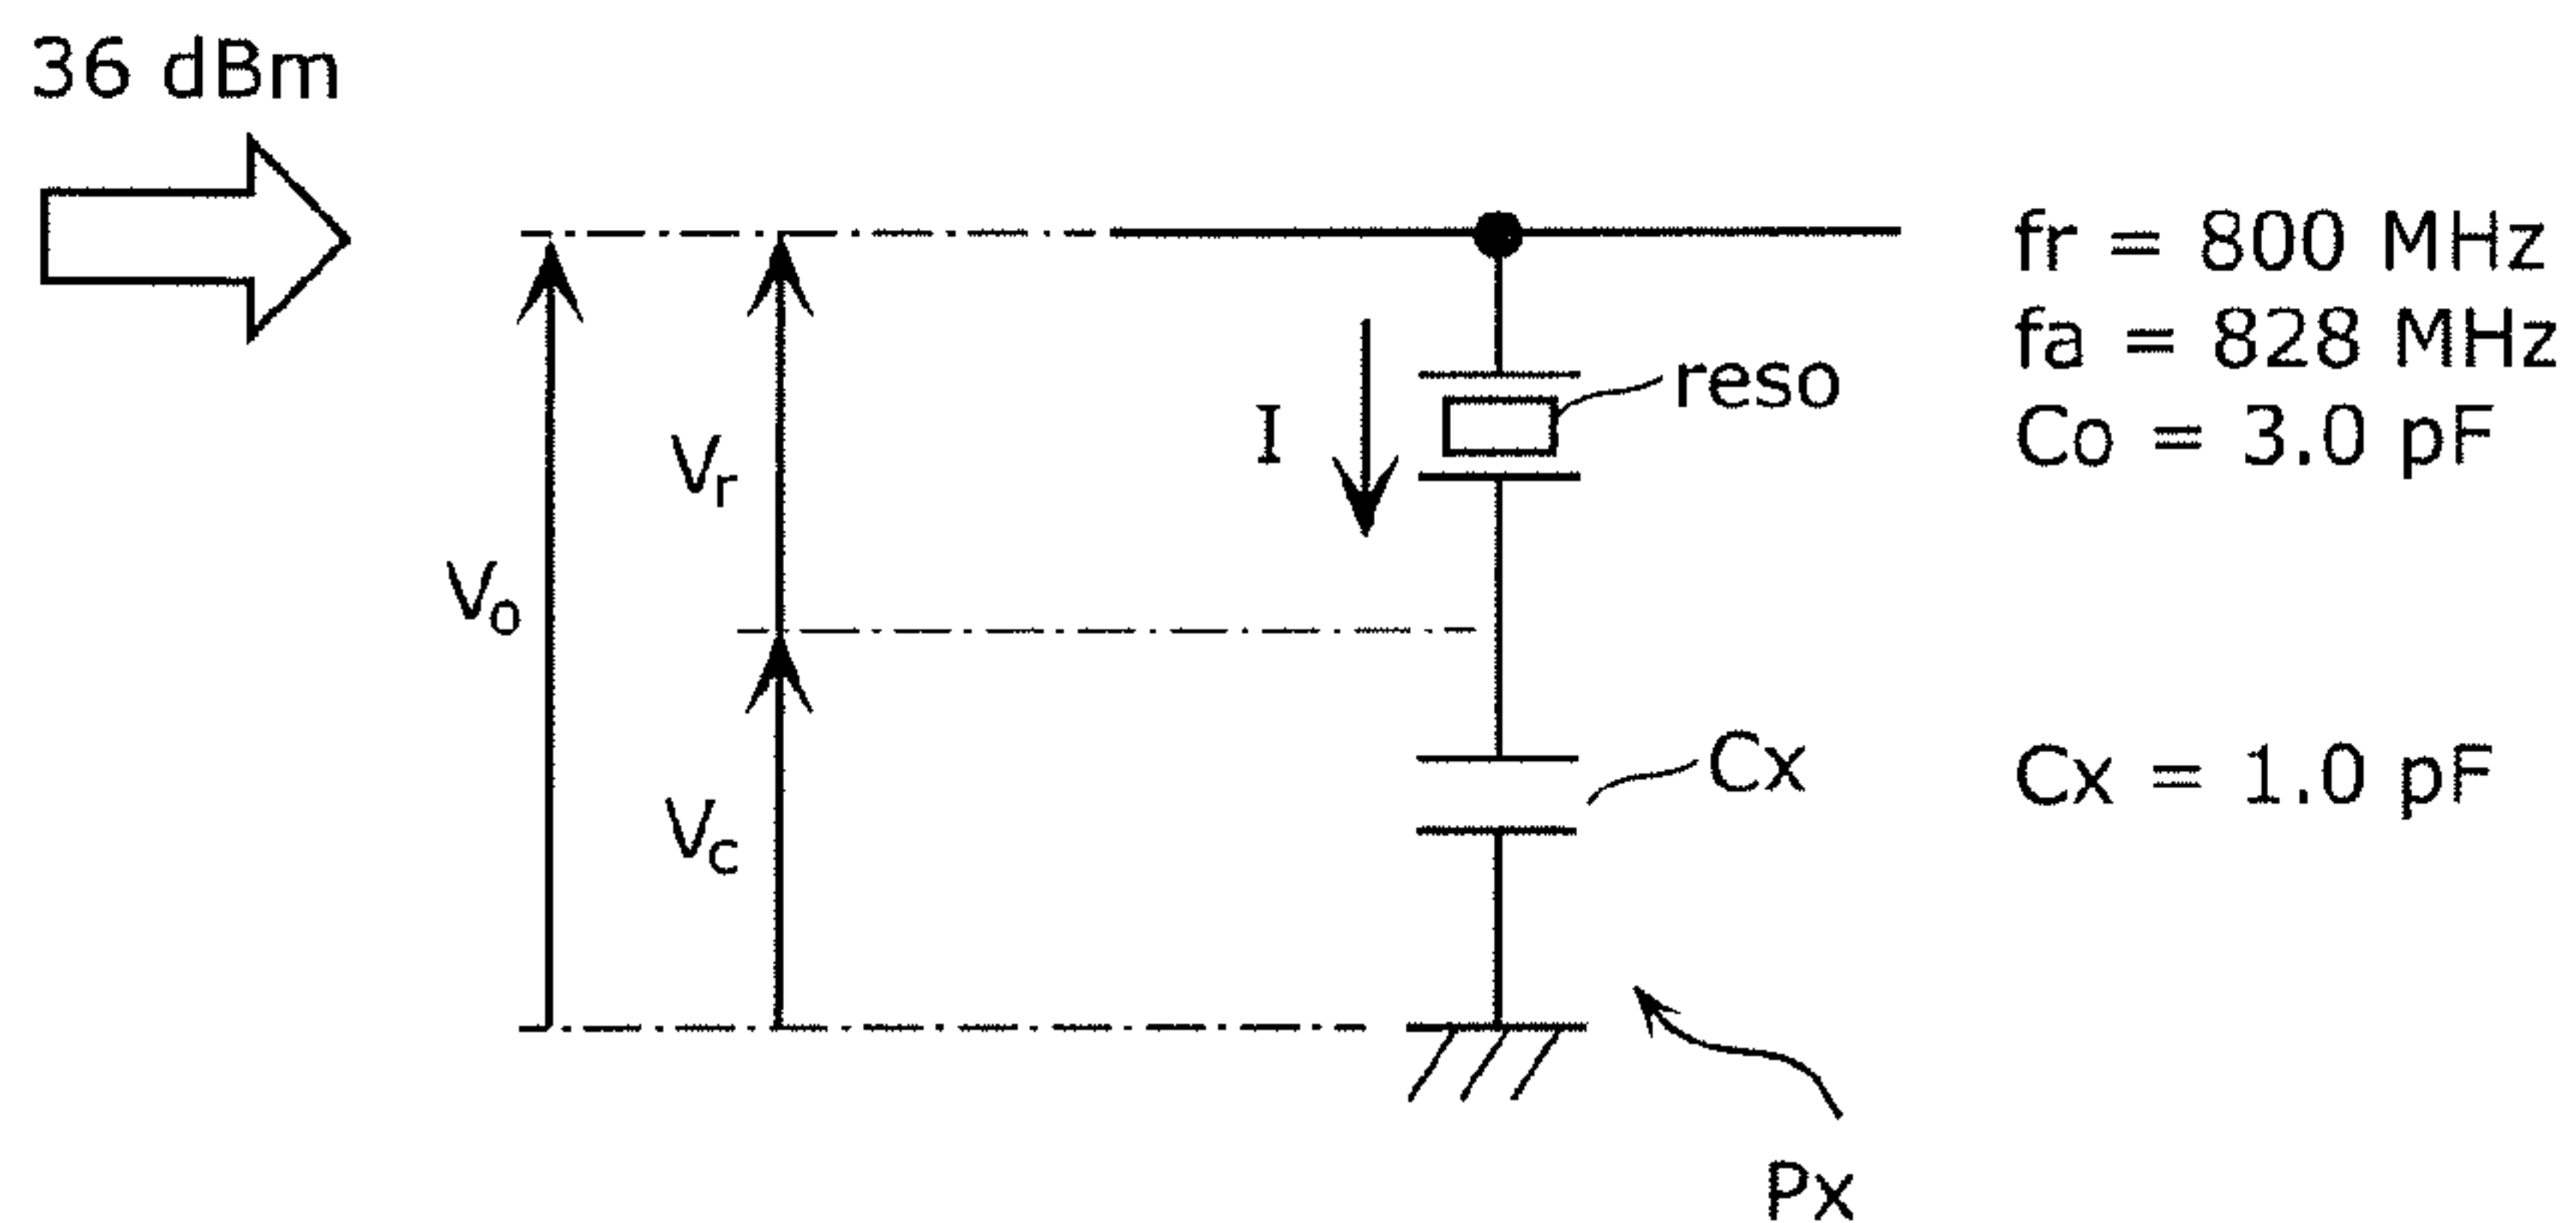 36 dBm
fr = 800 MHz
fa = 828 MHz
reso
Co = 3.0 pF
I
Vr
Vo
Cx
Cx = 1.0 pF
Vc
Px